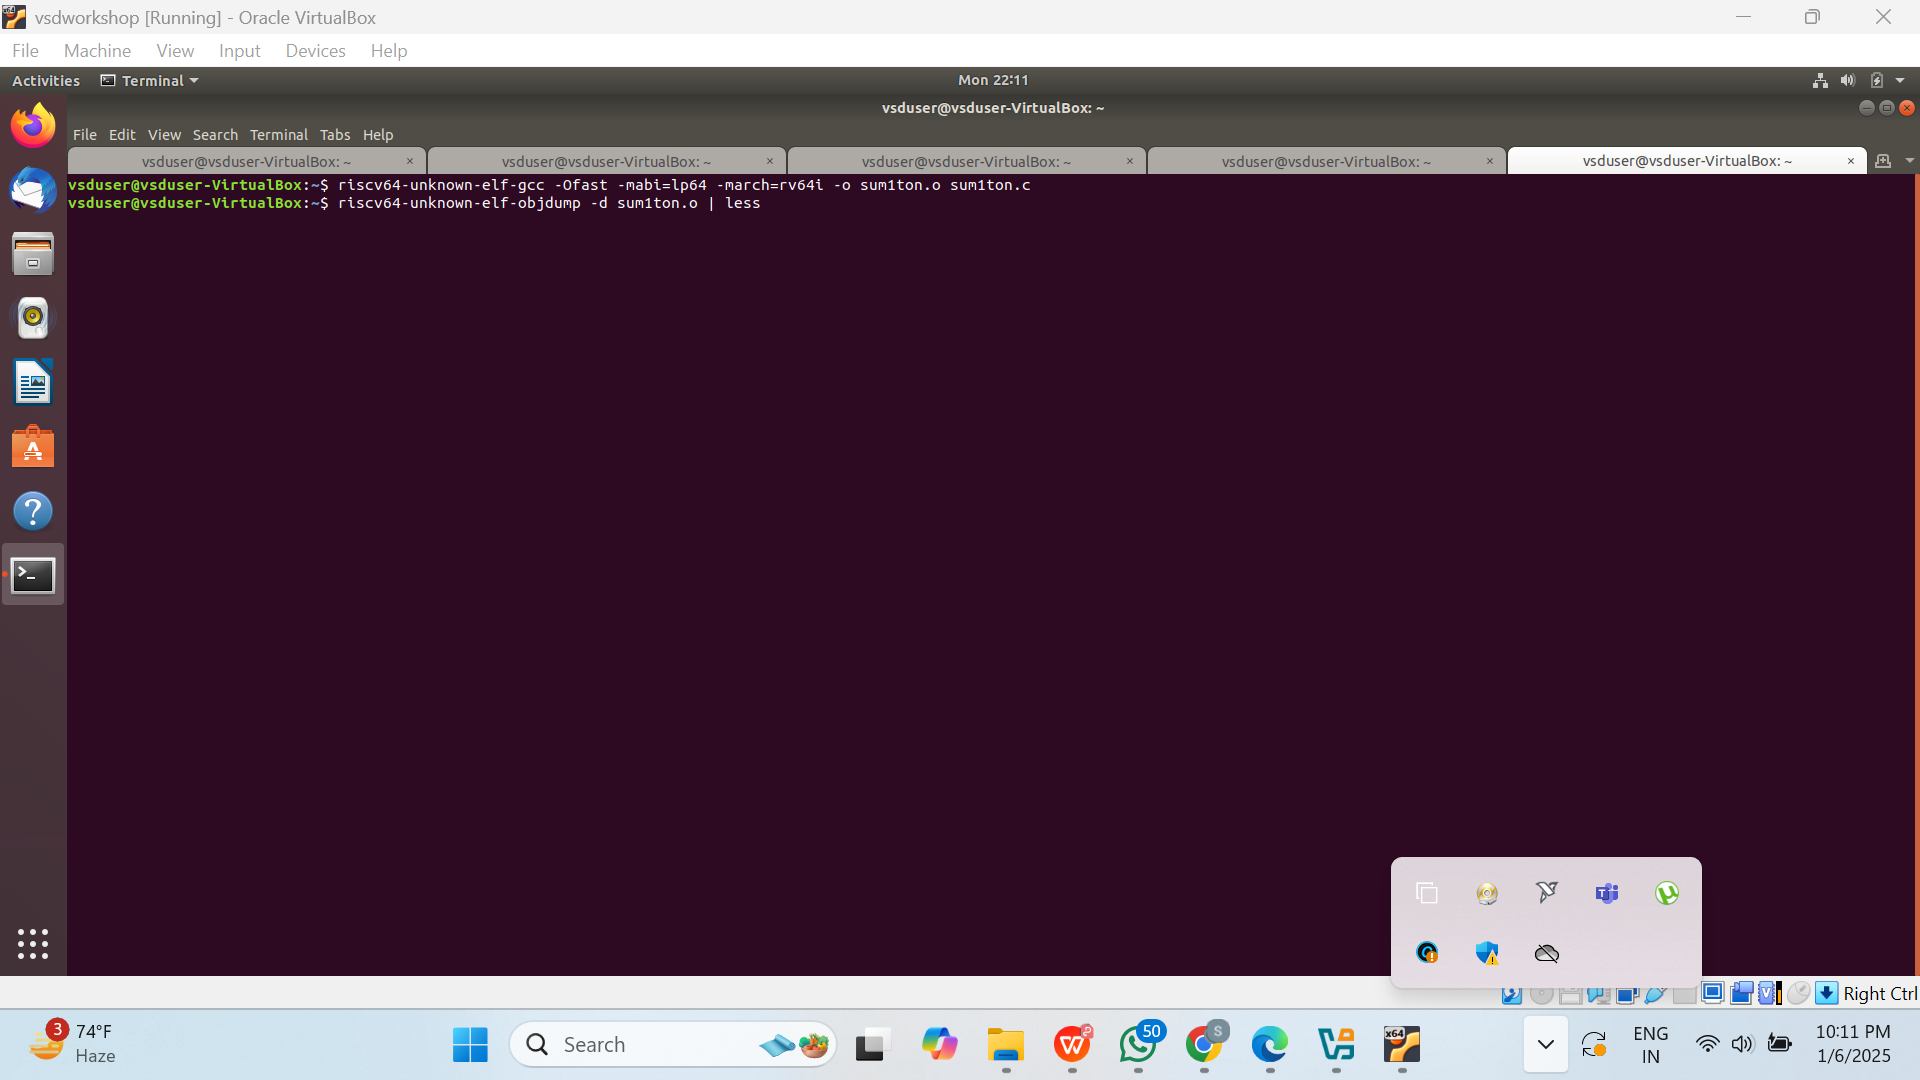 vsdworkshop [Running] - Oracle VirtualBox
File Machine View Input Devices Help
Activities Terminal Mon 22:11
vsduser@vsduser-VirtualBox: ~
File Edit View Search Terminal Tabs Help
vsduser@vsduser-VirtualBox: ~ × vsduser@vsduser-VirtualBox: ~ × vsduser@vsduser-VirtualBox: ~ × vsduser@vsduser-VirtualBox: ~ × vsduser@vsduser-VirtualBox: ~ ×
vsduser@vsduser-VirtualBox:~$ riscv64-unknown-elf-gcc -Ofast -mabi=lp64 -march=rv64i -o sum1ton.o sum1ton.c
vsduser@vsduser-VirtualBox:~$ riscv64-unknown-elf-objdump -d sum1ton.o | less
Right Ctrl
3 74°F
Haze
Search
50
S
x64
ENG
IN
10:11 PM
1/6/2025